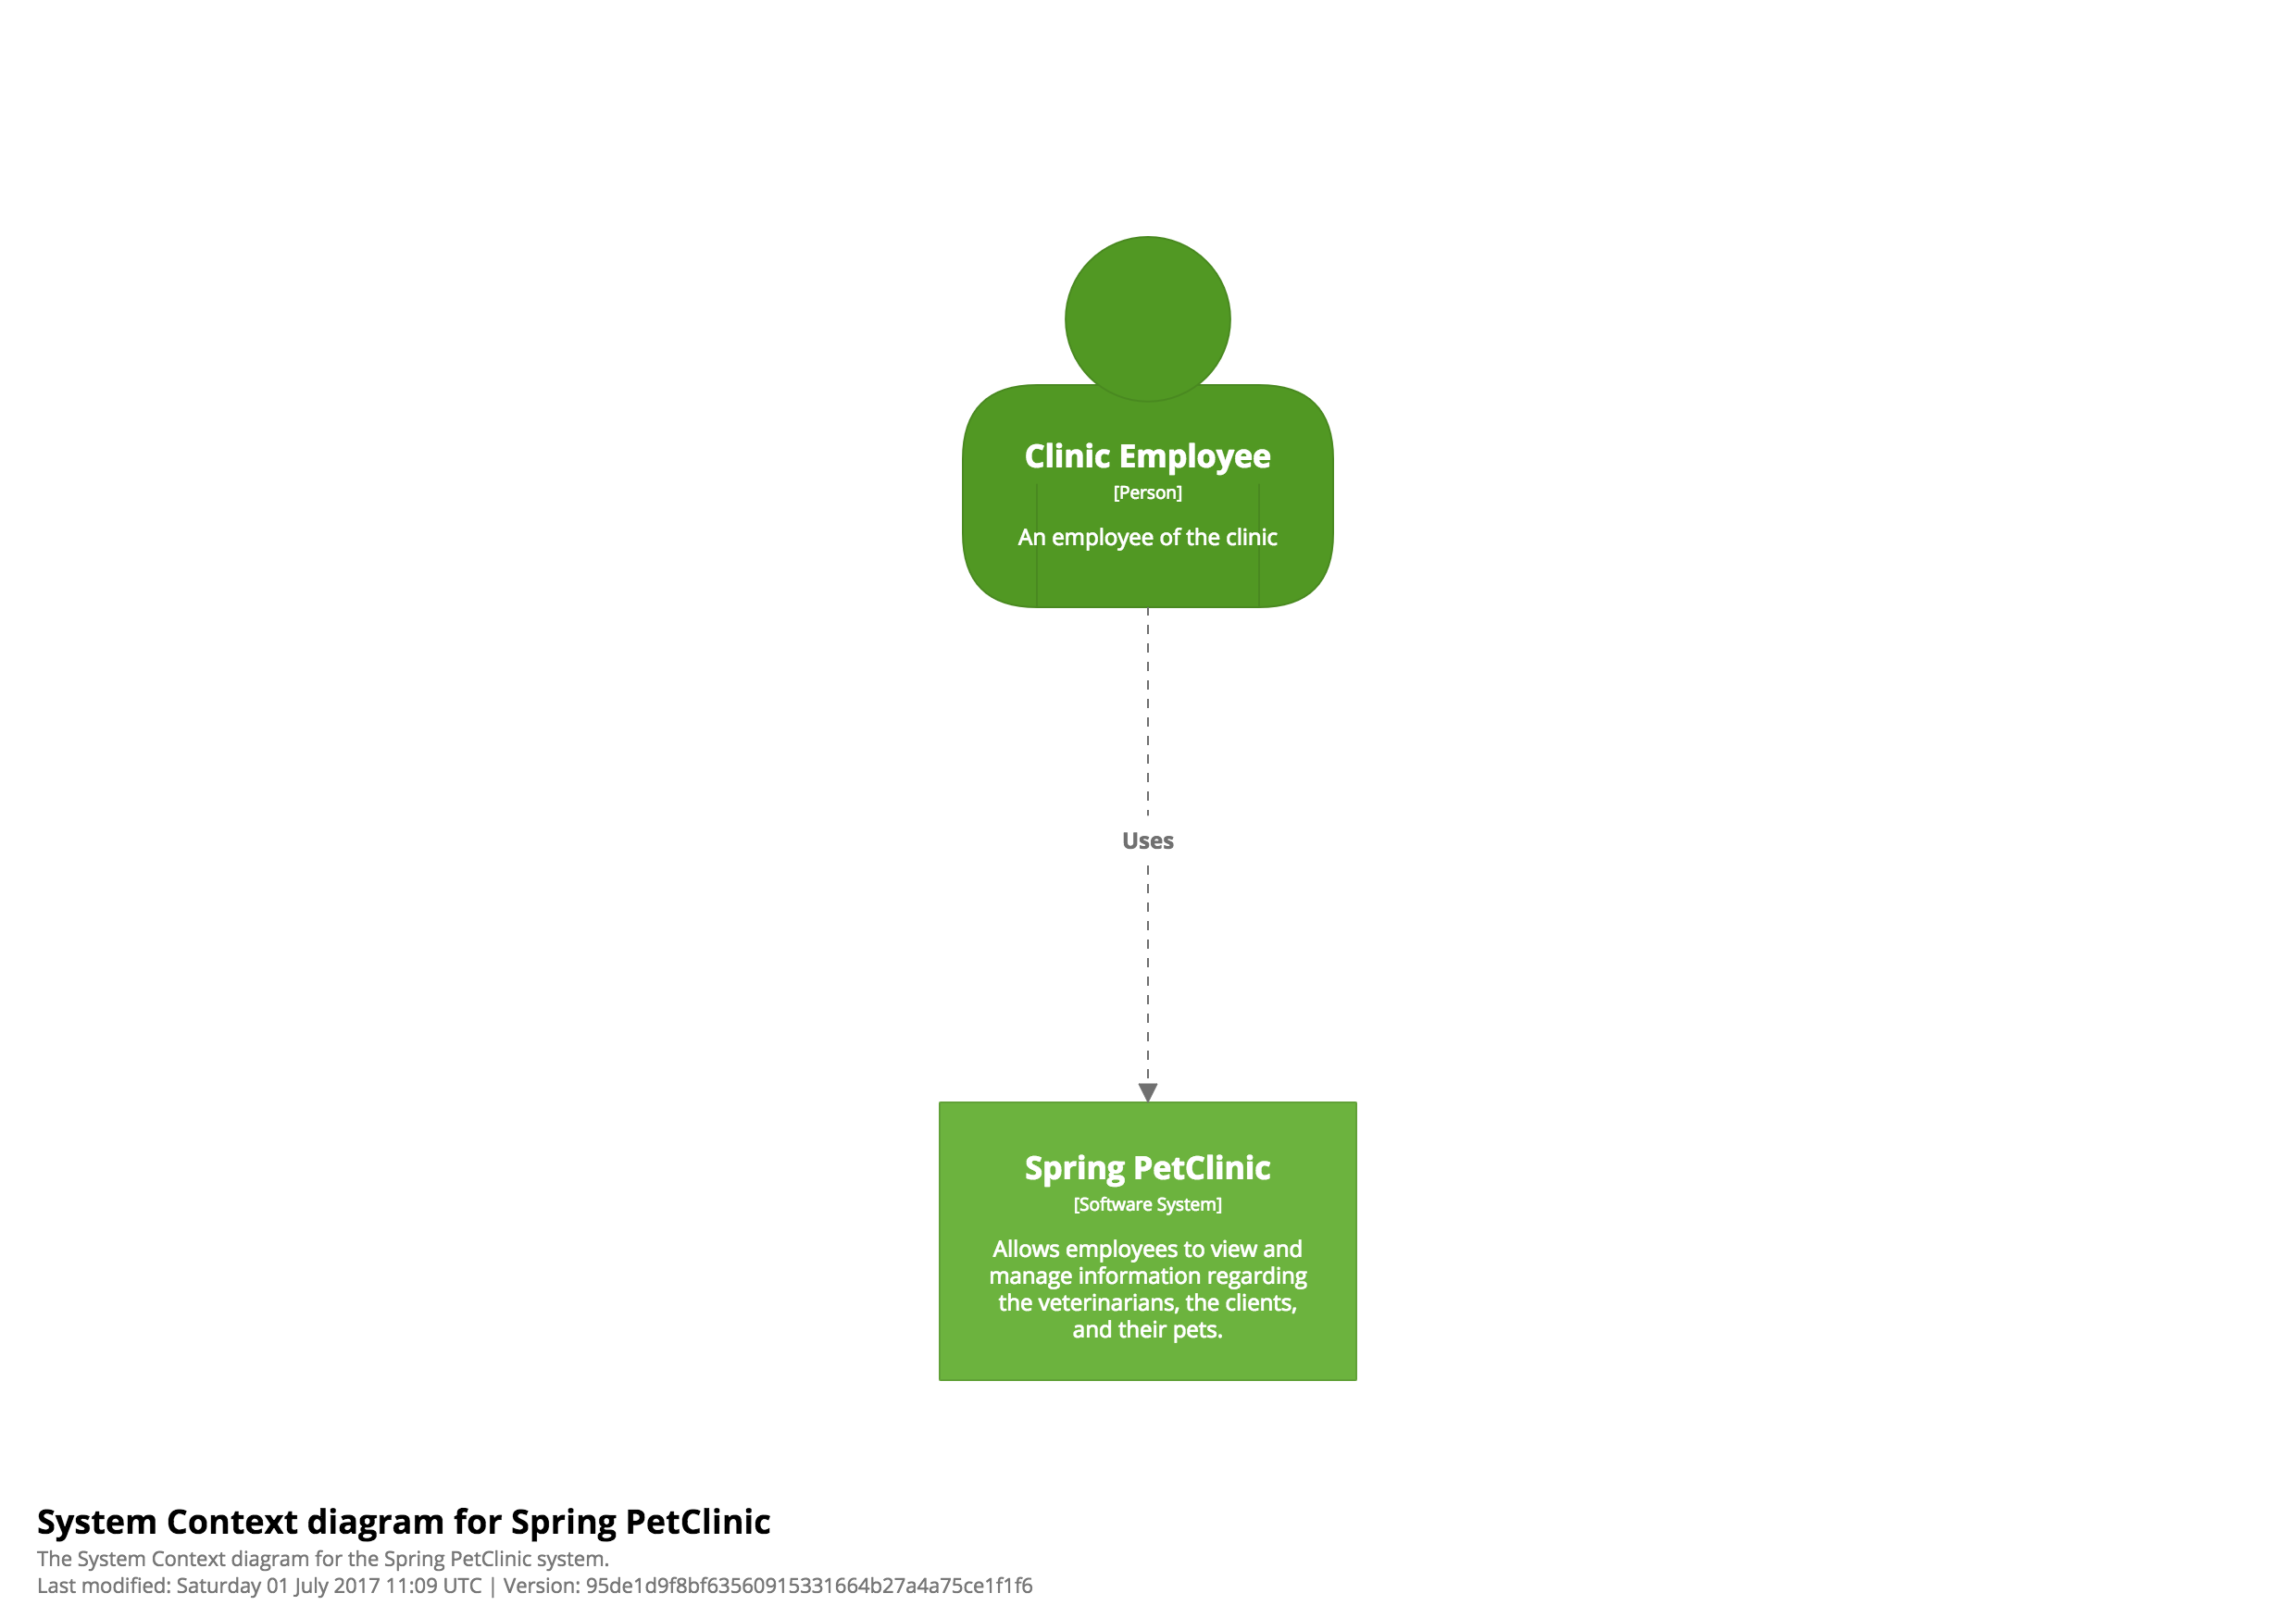 Clinic Employee
[Person]
An employee of the clinic
Uses
Spring PetClinic
[Software System]
Allows employees to view and
manage information regarding
the veterinarians, the clients,
and their pets.
System Context diagram for Spring PetClinic
The System Context diagram for the Spring PetClinic system.
Last modified: Saturday 01 July 2017 11:09 UTC | Version: 95de1d9f8bf63560915331664b27a4a75ce1f1f6